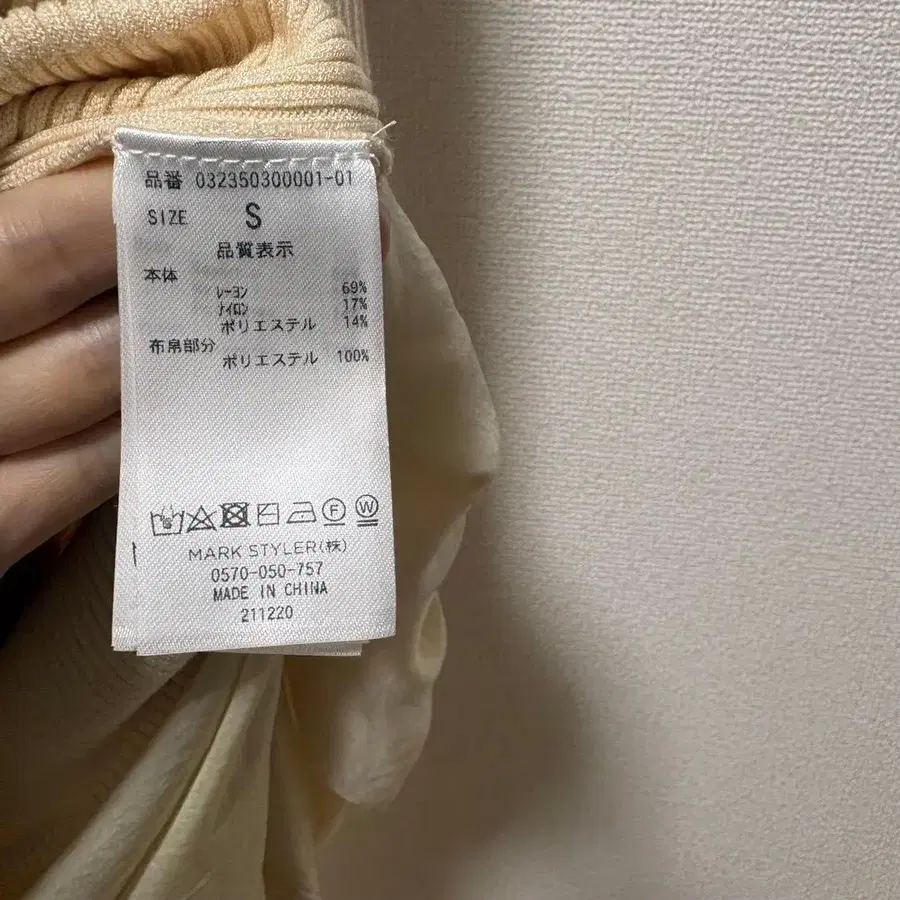 品番 032350300001-01
SIZE S
品質表示
本体
ﾚｰﾖﾝ 69%
ﾅｲﾛﾝ 17%
ポリエステル 14%
布帛部分
ポリエステル 100%
F W
MARK STYLER(株)
0570-050-757
MADE IN CHINA
211220